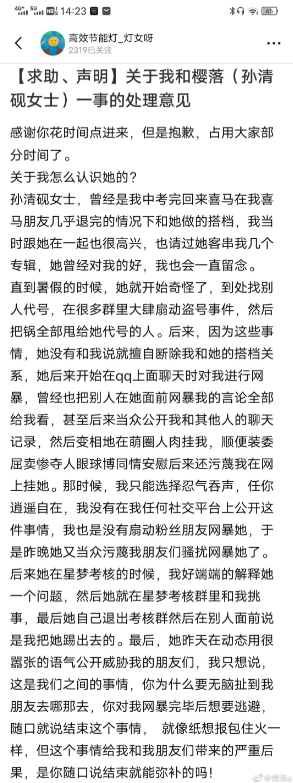 14:23
高效节能灯_灯女呀
2319已关注
【求助、声明】关于我和樱落（孙清
砚女士）一事的处理意见
感谢你花时间点进来，但是抱歉，占用大家部
分时间了。
关于我怎么认识她的？
孙清砚女士，曾经是我中考完回来喜马在我喜
马朋友几乎退完的情况下和她做的搭档，我当
时跟她在一起也很高兴，也请过她客串我几个
专辑，她曾经对我的好，我也会一直留念。
直到暑假的时候，她就开始奇怪了，到处找别
人代号，在很多群里大肆扇动盗号事件，然后
把锅全部甩给她代号的人。后来，因为这些事
情，她没有和我说就擅自断除我和她的搭档关
系，她后来开始在qq上面聊天时对我进行网
暴，曾经也把别人在她面前网暴我的言论全部
给我看，甚至后来当众公开我和其他人的聊天
记录，然后变相地在萌圈人肉挂我，顺便装委
屈卖惨夺人眼球博同情安慰后来还污蔑我在网
上挂她。那时候，我只能选择忍气吞声，任你
逍遥自在，我没有在我任何社交平台上公开这
件事情，我也是没有扇动粉丝朋友网暴她，于
是昨晚她又当众污蔑我朋友们骚扰网暴她了。
后来她在星梦考核的时候，我好端端的解释她
一个问题，然后她就在星梦考核群里和我挑
事，最后她自己退出考核群然后在别人面前说
是我把她踢出去的。最后，她昨天在动态用很
嚣张的语气公开威胁我的朋友们，我只想说，
这是我们之间的事情，你为什么要无脑扯到我
朋友去哪那去，你对我网暴完毕后想要逃避，
随口就说结束这个事情， 就像纸想报包住火一
样，但这个事情给我和我朋友们带来的严重后
果，是你随口说结束就能弥补的吗！